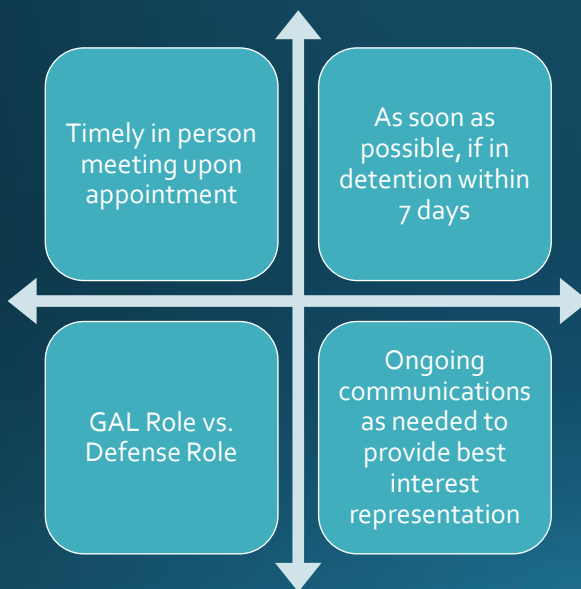 Timely in person
meeting upon
appointment
As soon as
possible, if in
detention within
7 days
GAL Role vs.
Defense Role
Ongoing
communications
as needed to
provide best
interest
representation